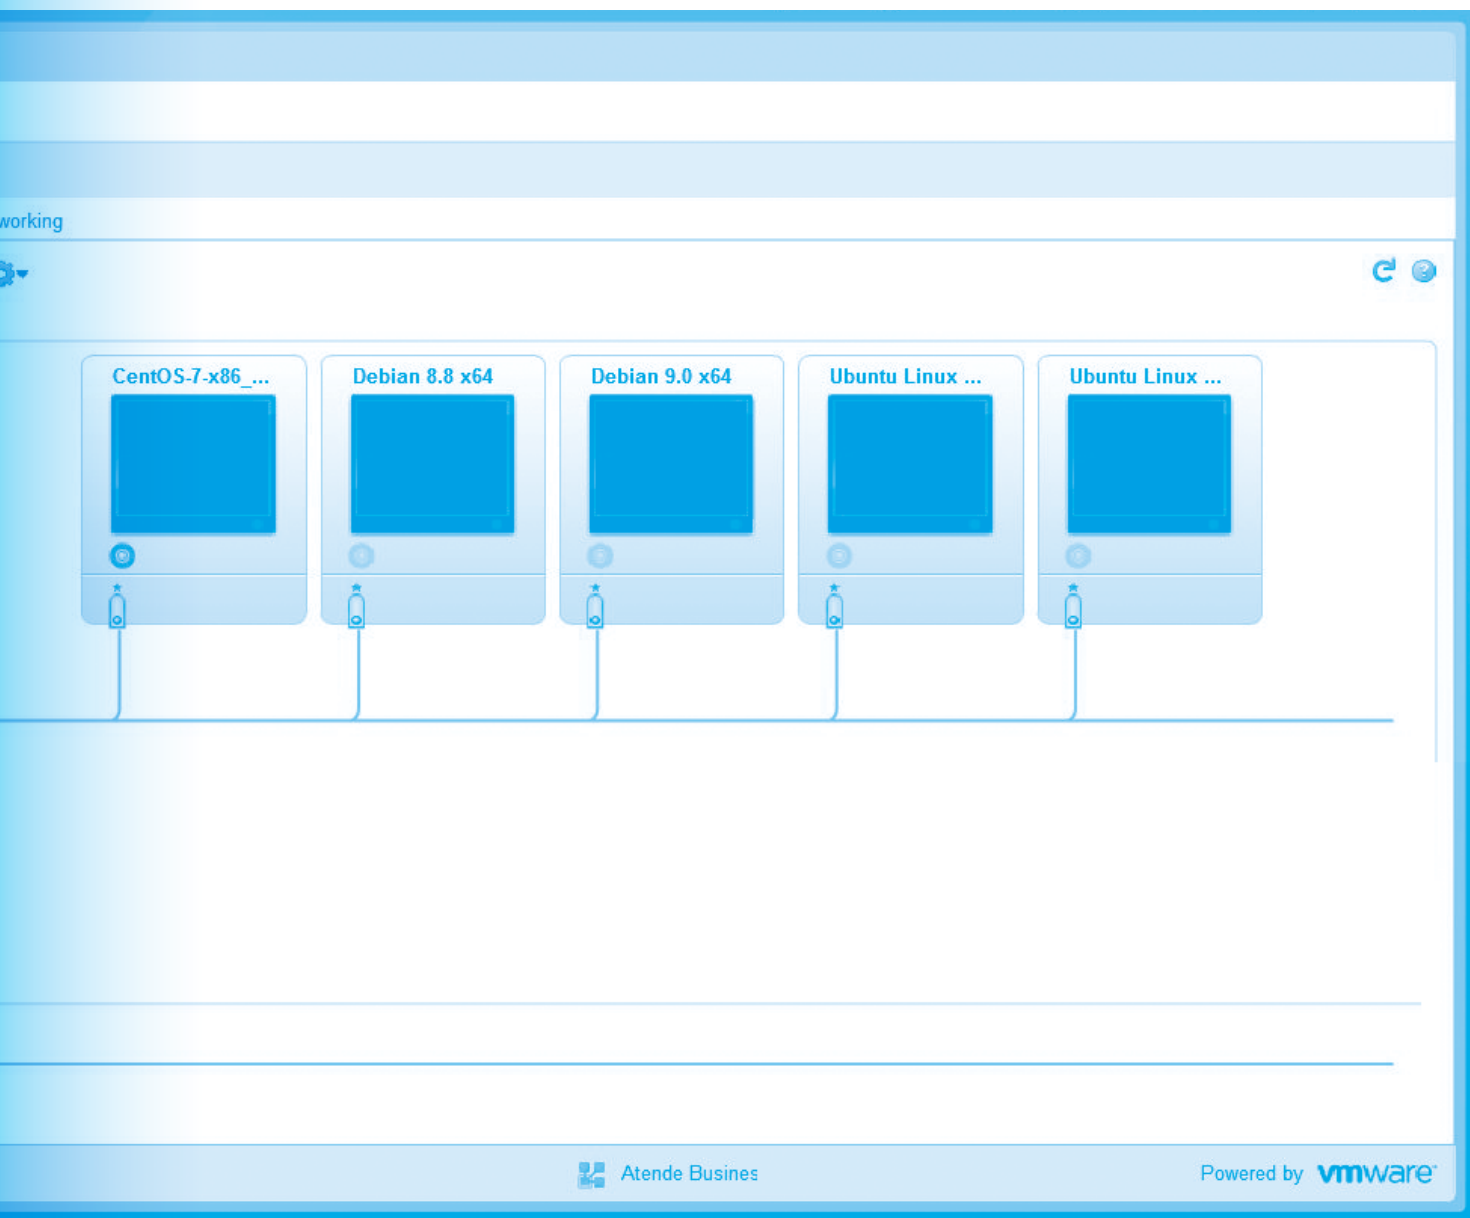 working
CentOS-7-x86_...
Debian 8.8 x64
Debian 9.0 x64
Ubuntu Linux ...
Ubuntu Linux ...
Atende Busines
Powered by vmware